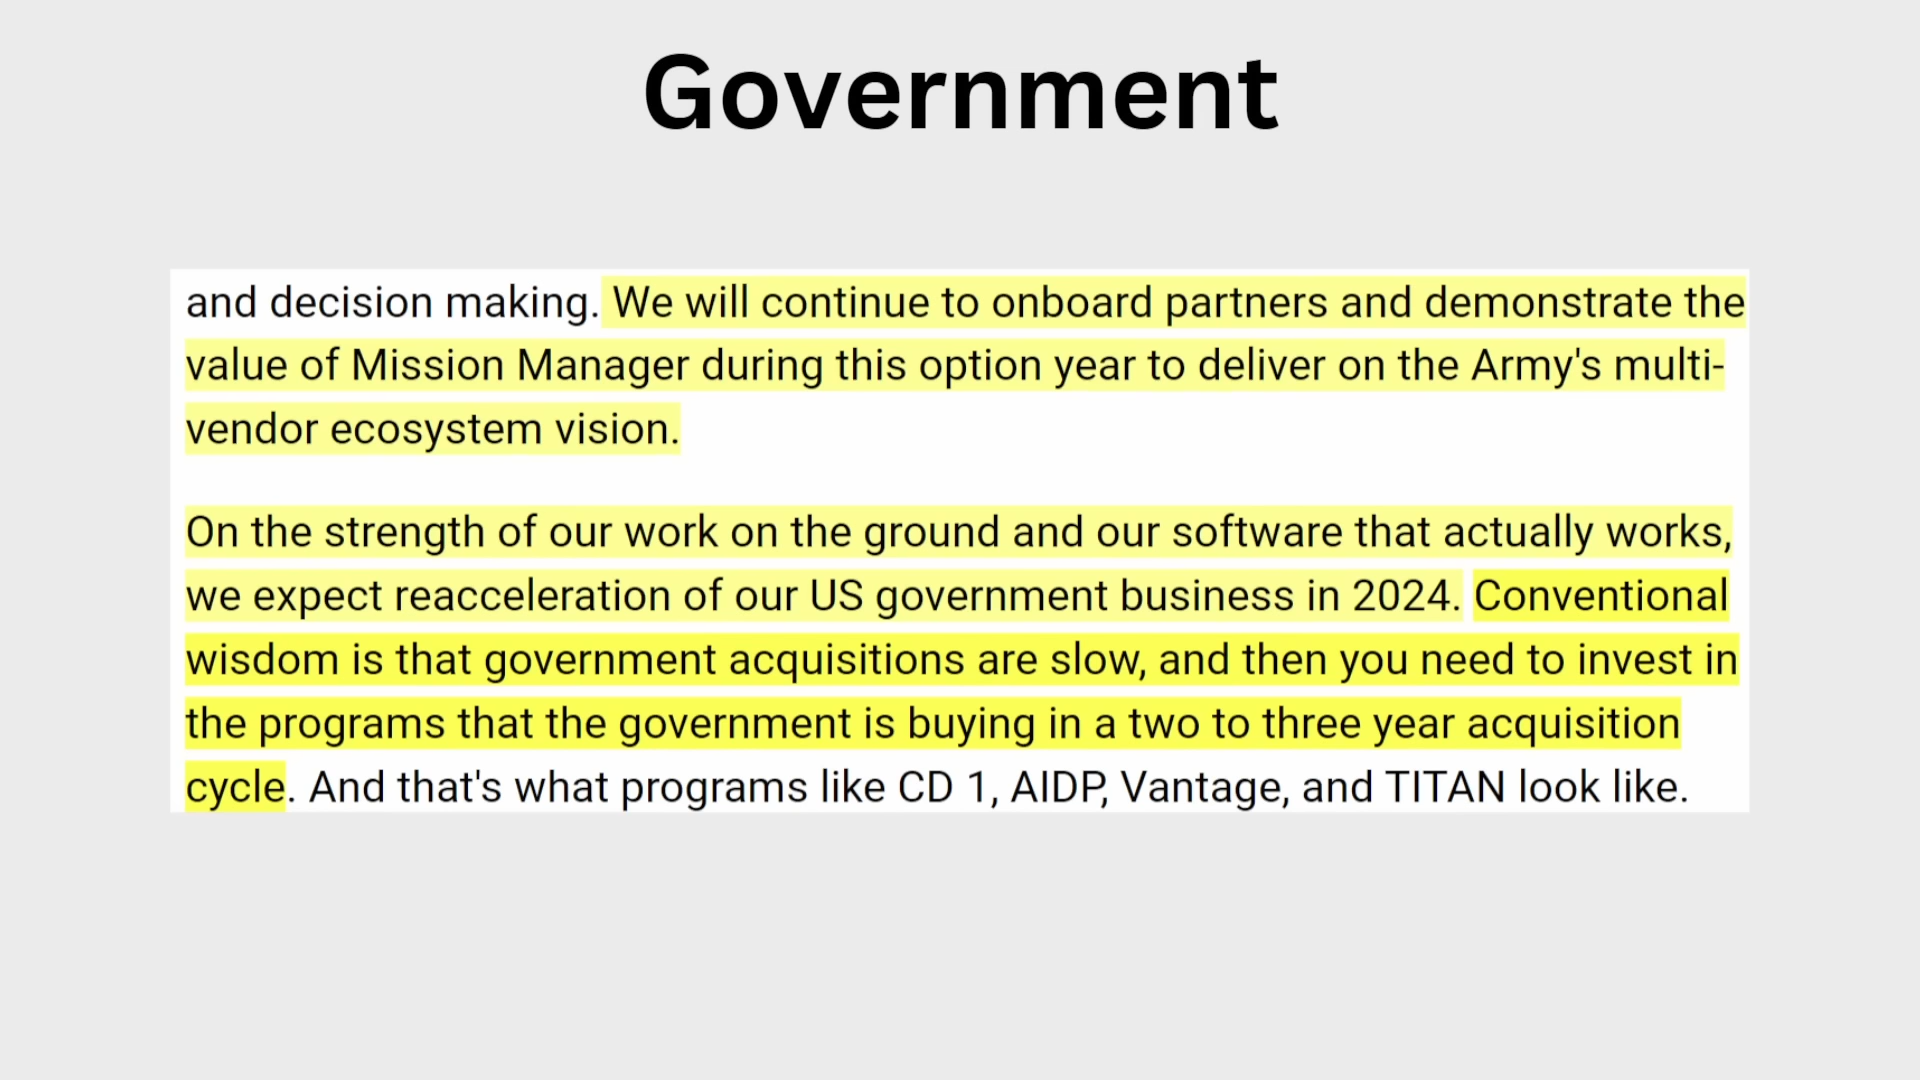 Government
and decision making. We will continue to onboard partners and demonstrate the
value of Mission Manager during this option year to deliver on the Army's multi-
vendor ecosystem vision.
On the strength of our work on the ground and our software that actually works,
we expect reacceleration of our US government business in 2024. Conventional
wisdom is that government acquisitions are slow, and then you need to invest in
the programs that the government is buying in a two to three year acquisition
cycle. And that's what programs like CD 1, AIDP, Vantage, and TITAN look like.